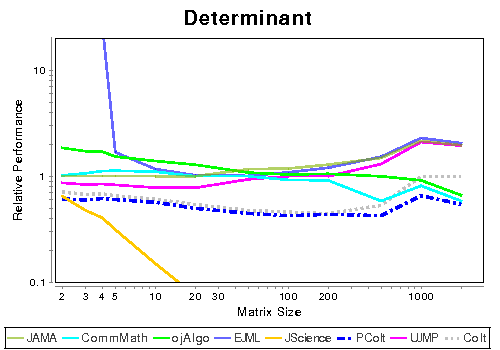 Determinant
Relative Performance
10
1
0.1
2 3 4 5 10 20 30 100 200 1000
Matrix Size
JAMA CommMath ojAlgo EJML JScience PColt UJMP Colt